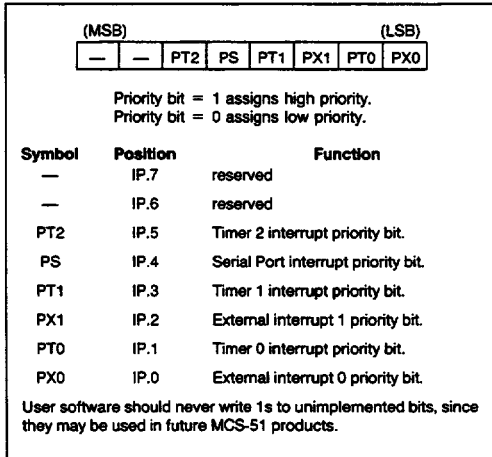 (MSB) (LSB)
— — PT2 PS PT1 PX1 PT0 PX0
Priority bit = 1 assigns high priority.
Priority bit = 0 assigns low priority.
Symbol Position Function
— IP.7 reserved
— IP.6 reserved
PT2 IP.5 Timer 2 interrupt priority bit.
PS IP.4 Serial Port interrupt priority bit.
PT1 IP.3 Timer 1 interrupt priority bit.
PX1 IP.2 External interrupt 1 priority bit.
PT0 IP.1 Timer 0 interrupt priority bit.
PX0 IP.0 External interrupt 0 priority bit.
User software should never write 1s to unimplemented bits, since
they may be used in future MCS-51 products.